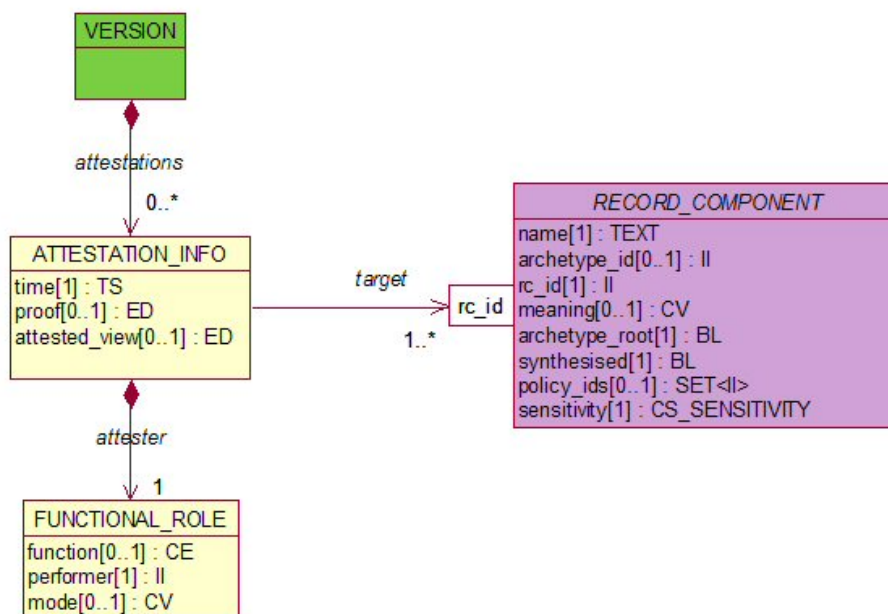 VERSION
attestations
0..*
ATTESTATION_INFO
time[1] : TS
proof[0..1] : ED
attested_view[0..1] : ED
target
1..*
rc_id
RECORD_COMPONENT
name[1] : TEXT
archetype_id[0..1] : II
rc_id[1] : II
meaning[0..1] : CV
archetype_root[1] : BL
synthesised[1] : BL
policy_ids[0..1] : SET<II>
sensitivity[1] : CS_SENSITIVITY
attester
1
FUNCTIONAL_ROLE
function[0..1] : CE
performer[1] : II
mode[0..1] : CV